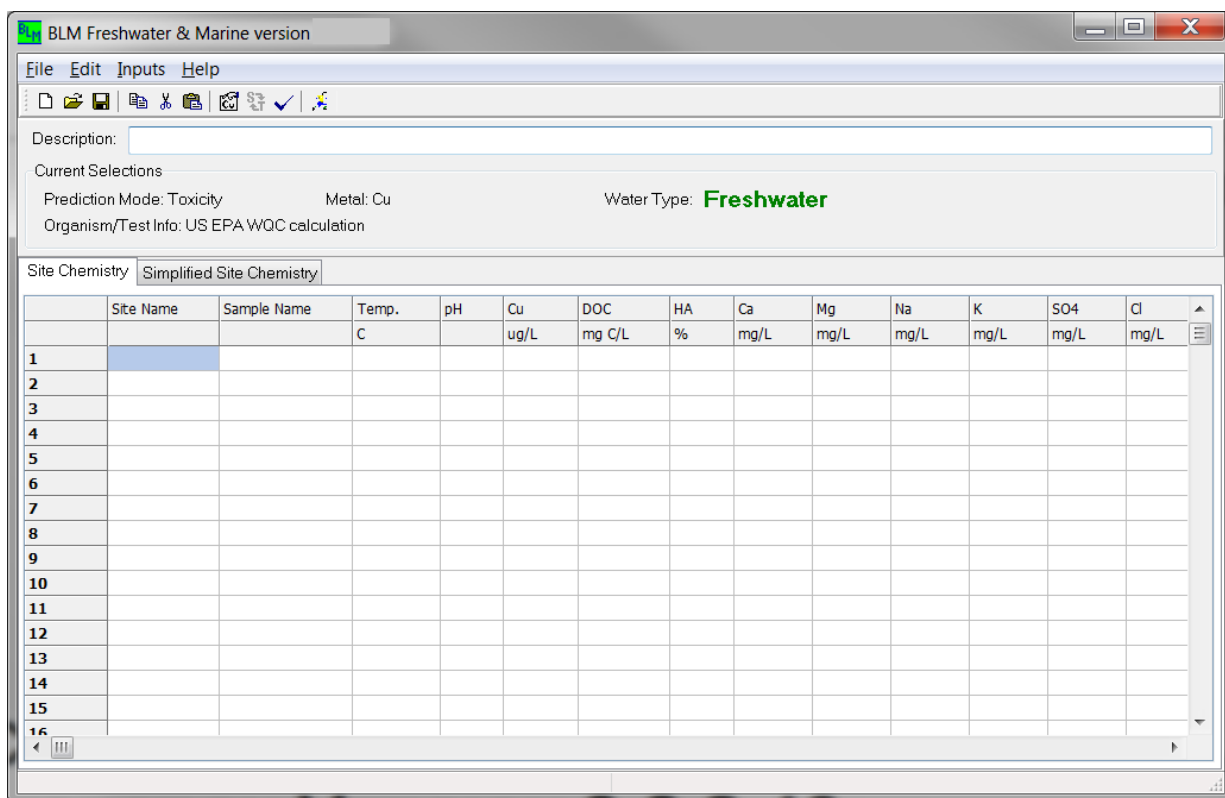 BLM BLM Freshwater & Marine version
File Edit Inputs Help
Description:
Current Selections
Prediction Mode: Toxicity Metal: Cu Water Type: Freshwater
Organism/Test Info: US EPA WQC calculation
Site Chemistry Simplified Site Chemistry
Site Name Sample Name Temp. pH Cu DOC HA Ca Mg Na K SO4 Cl
C ug/L mg C/L % mg/L mg/L mg/L mg/L mg/L mg/L
1
2
3
4
5
6
7
8
9
10
11
12
13
14
15
16